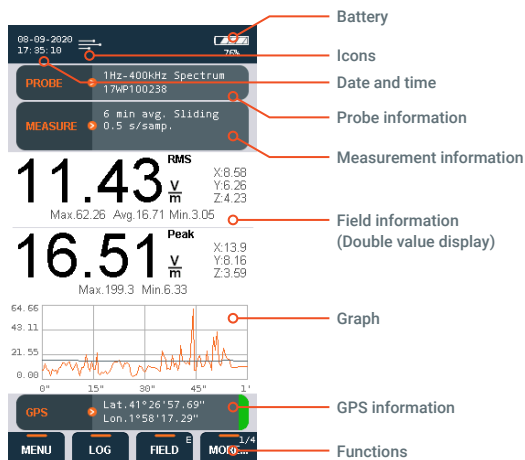 Battery
08-09-2020
17:35:10
76%
Icons
Date and time
PROBE
1Hz-400kHz Spectrum
17WP100238
Probe information
MEASURE
6 min avg. Sliding
0.5 s/samp.
Measurement information
11.43 RMS V/m
X:8.58
Y:6.26
Z:4.23
Max.62.26 Avg.16.71 Min.3.05
Field information
(Double value display)
16.51 Peak V/m
X:13.9
Y:8.16
Z:3.59
Max.199.3 Min.6.33
64.66
43.11
21.55
0.00
0" 15" 30" 45" 1'
Graph
GPS
Lat.41°26'57.69"
Lon.1°58'17.29"
GPS information
MENU LOG FIELD E MORE... 1/4
Functions